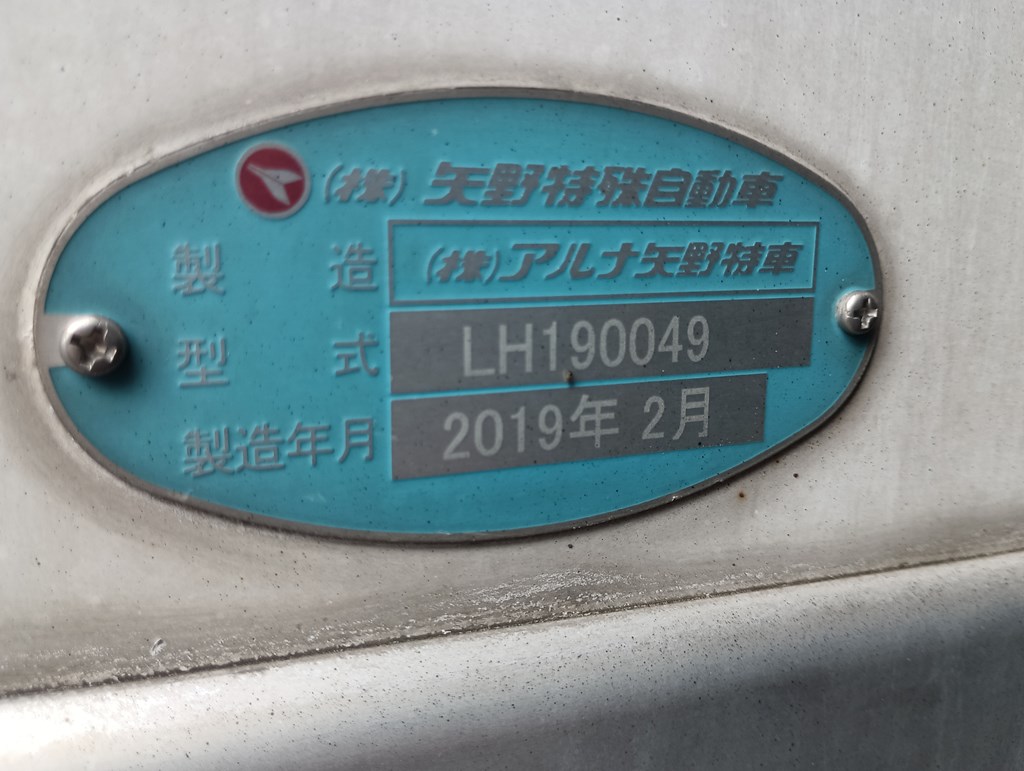 (株) 矢野特殊自動車
製造 (株)アルナ矢野特車
型式 LH190049
製造年月 2019年 2月